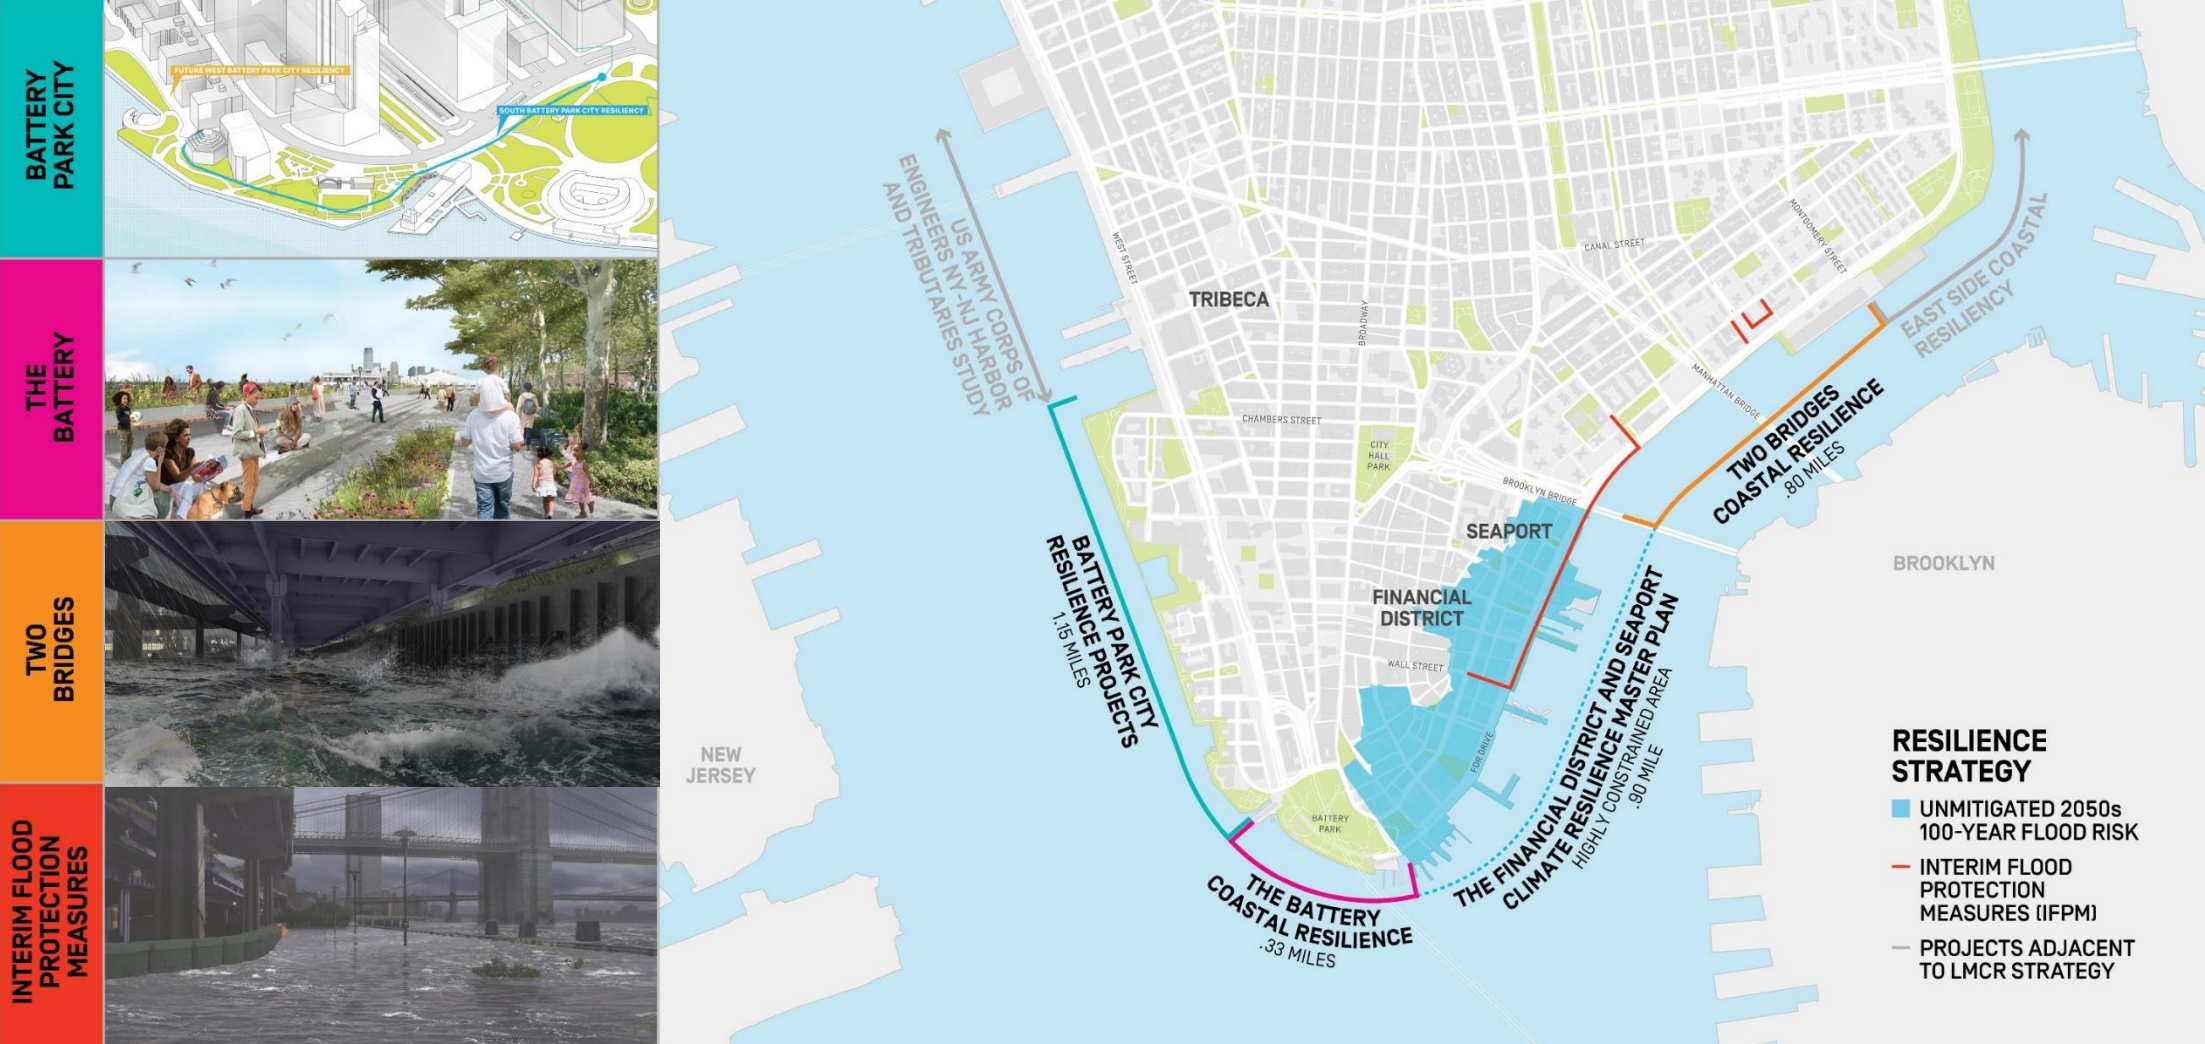 BATTERY
PARK CITY
FUTURE WEST BATTERY PARK CITY RESILIENCY
SOUTH BATTERY PARK CITY RESILIENCY
THE
BATTERY
TWO
BRIDGES
INTERIM FLOOD
PROTECTION
MEASURES
US ARMY CORPS OF
ENGINEERS NY-NJ HARBOR
AND TRIBUTARIES STUDY
WEST STREET
TRIBECA
BROADWAY
CANAL STREET
MONTGOMERY STREET
EAST SIDE COASTAL
RESILIENCY
CHAMBERS STREET
CITY
HALL
PARK
MANHATTAN BRIDGE
BROOKLYN BRIDGE
TWO BRIDGES
COASTAL RESILIENCE
.80 MILES
SEAPORT
FINANCIAL
DISTRICT
WALL STREET
FDR DRIVE
BROOKLYN
BATTERY PARK CITY
RESILIENCE PROJECTS
1.15 MILES
NEW
JERSEY
BATTERY
PARK
THE BATTERY
COASTAL RESILIENCE
.33 MILES
THE FINANCIAL DISTRICT AND SEAPORT
CLIMATE RESILIENCE MASTER PLAN
HIGHLY CONSTRAINED AREA
.90 MILE
RESILIENCE
STRATEGY
UNMITIGATED 2050s
100-YEAR FLOOD RISK
INTERIM FLOOD
PROTECTION
MEASURES (IFPM)
PROJECTS ADJACENT
TO LMCR STRATEGY